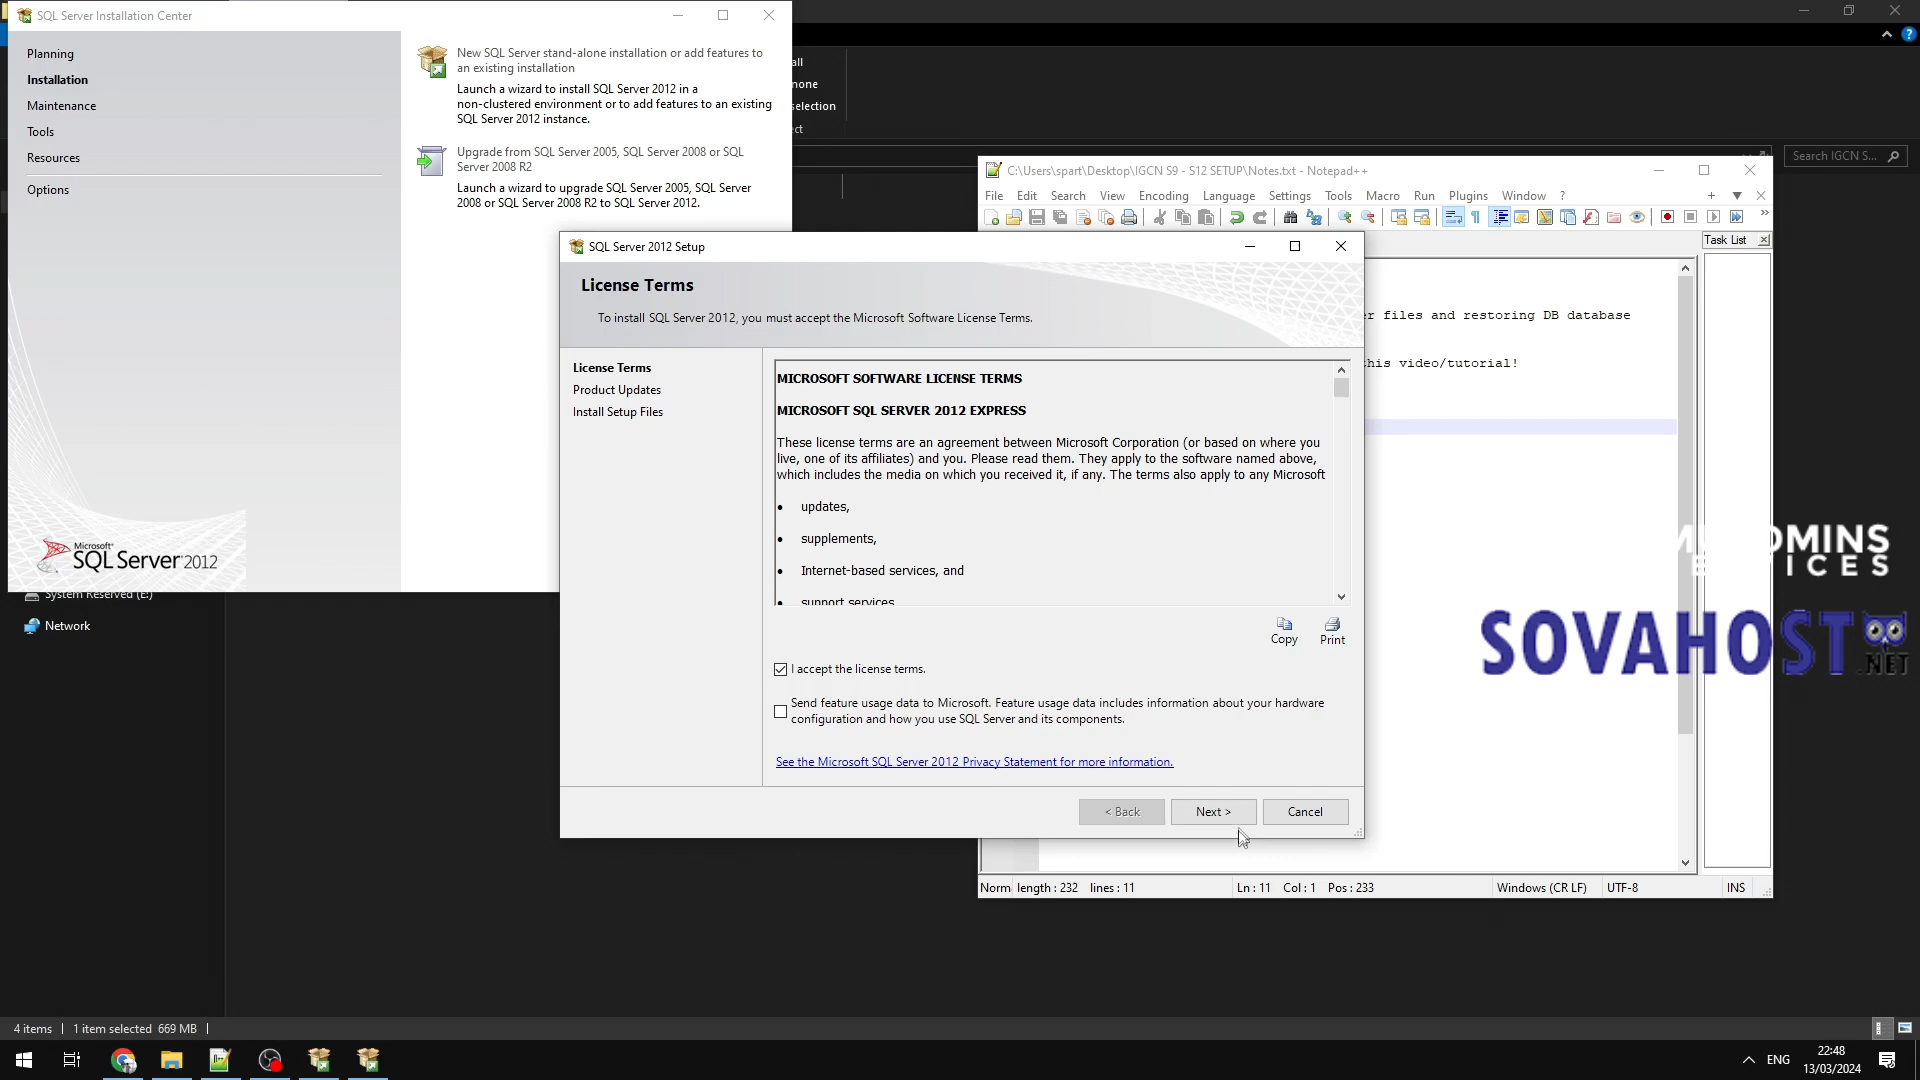 SQL Server Installation Center
Planning
Installation
Maintenance
Tools
Resources
Options
Microsoft®
SQL Server 2012
New SQL Server stand-alone installation or add features to
an existing installation
Launch a wizard to install SQL Server 2012 in a
non-clustered environment or to add features to an existing
SQL Server 2012 instance.
Upgrade from SQL Server 2005, SQL Server 2008 or SQL
Server 2008 R2
Launch a wizard to upgrade SQL Server 2005, SQL Server
2008 or SQL Server 2008 R2 to SQL Server 2012.
all
none
selection
ect
Search IGCN S...
C:\Users\spart\Desktop\IGCN S9 - S12 SETUP\Notes.txt - Notepad++
File Edit Search View Encoding Language Settings Tools Macro Run Plugins Window ?
Task List
er files and restoring DB database
this video/tutorial!
SQL Server 2012 Setup
License Terms
To install SQL Server 2012, you must accept the Microsoft Software License Terms.
License Terms
Product Updates
Install Setup Files
MICROSOFT SOFTWARE LICENSE TERMS
MICROSOFT SQL SERVER 2012 EXPRESS
These license terms are an agreement between Microsoft Corporation (or based on where you
live, one of its affiliates) and you. Please read them. They apply to the software named above,
which includes the media on which you received it, if any. The terms also apply to any Microsoft
• updates,
• supplements,
• Internet-based services, and
• support services
Copy
Print
I accept the license terms.
Send feature usage data to Microsoft. Feature usage data includes information about your hardware
configuration and how you use SQL Server and its components.
See the Microsoft SQL Server 2012 Privacy Statement for more information.
< Back
Next >
Cancel
System Reserved (E:)
Network
SOVAHOST
.NET
Norm length : 232 lines : 11 Ln : 11 Col : 1 Pos : 233 Windows (CR LF) UTF-8 INS
4 items 1 item selected 669 MB
ENG
22:48
13/03/2024